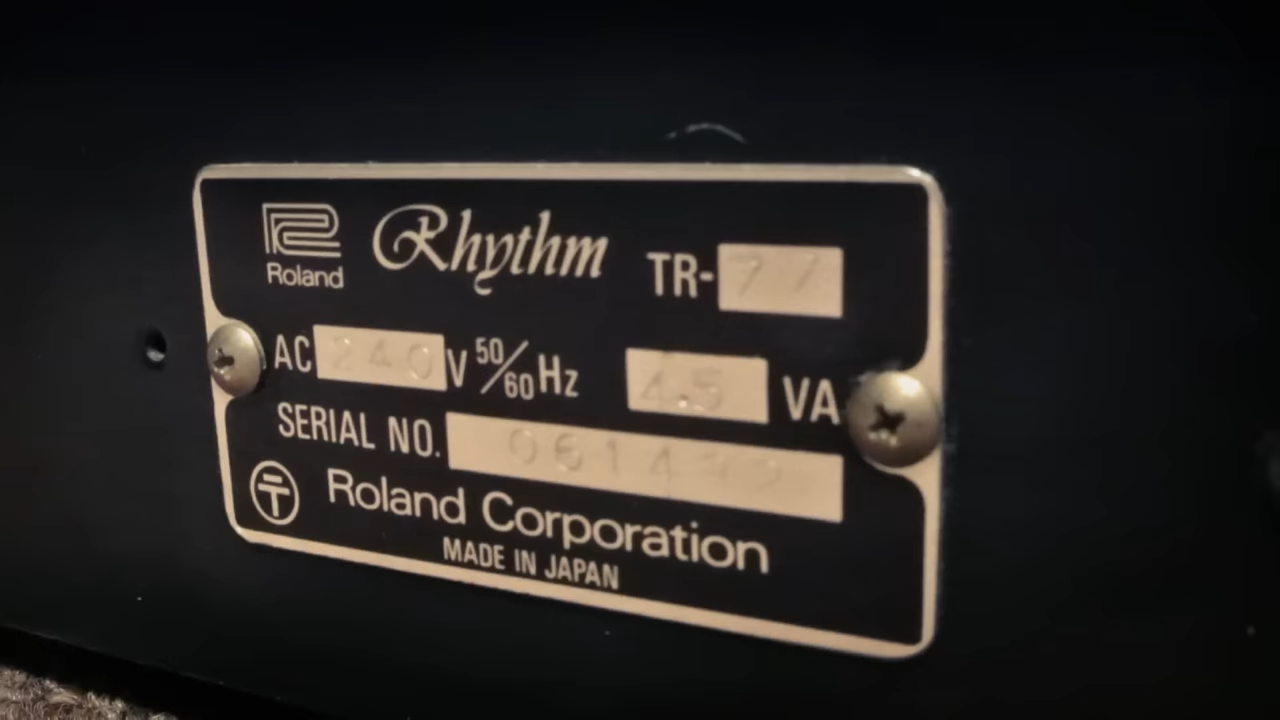 Roland Rhythm TR-77
AC 240 V 50/60 Hz 4.5 VA
SERIAL NO.
Roland Corporation
MADE IN JAPAN